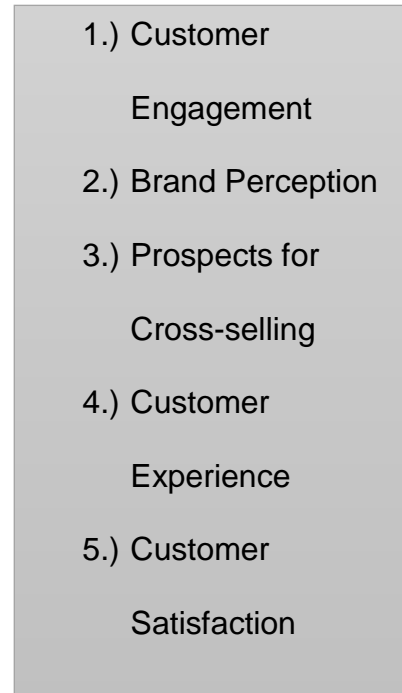 1.) Customer
Engagement
2.) Brand Perception
3.) Prospects for
Cross-selling
4.) Customer
Experience
5.) Customer
Satisfaction